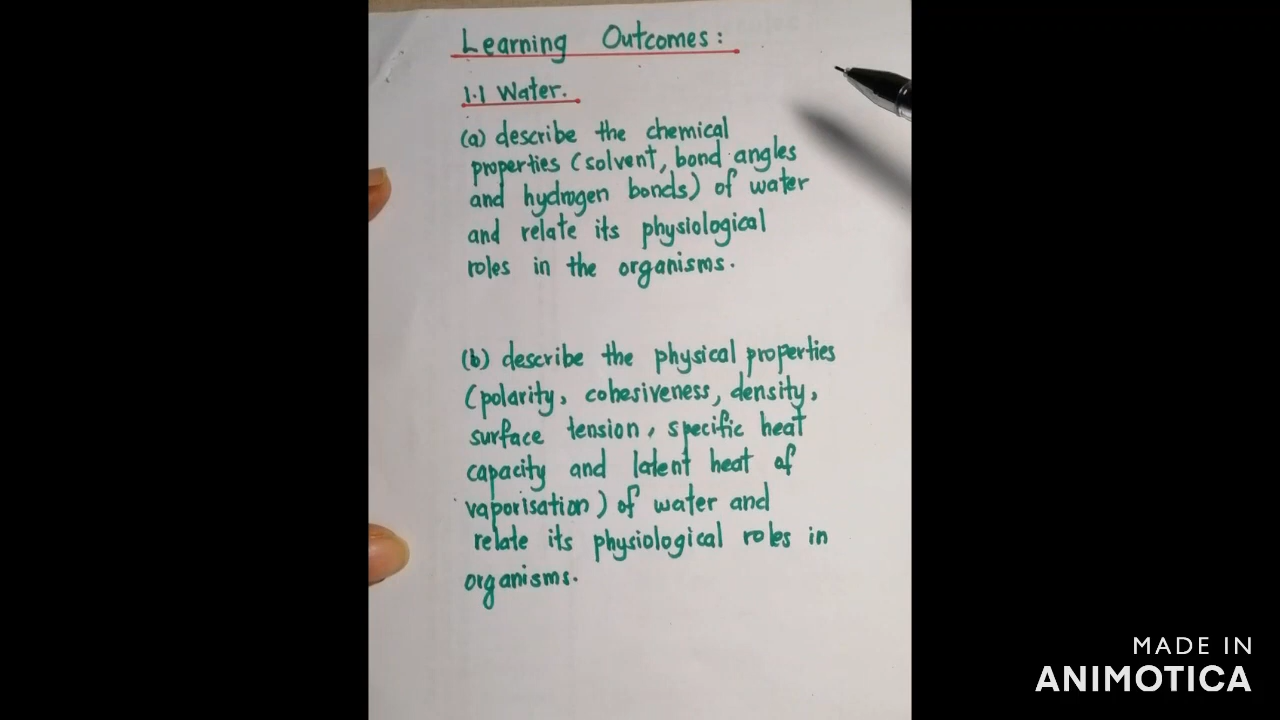 Learning Outcomes:
1.1 Water.
(a) describe the chemical
properties (solvent, bond angles
and hydrogen bonds) of water
and relate its physiological
roles in the organisms.
(b) describe the physical properties
(polarity, cohesiveness, density,
surface tension, specific heat
capacity and latent heat of
vaporisation) of water and
relate its physiological roles in
organisms.
MADE IN
ANIMOTICA